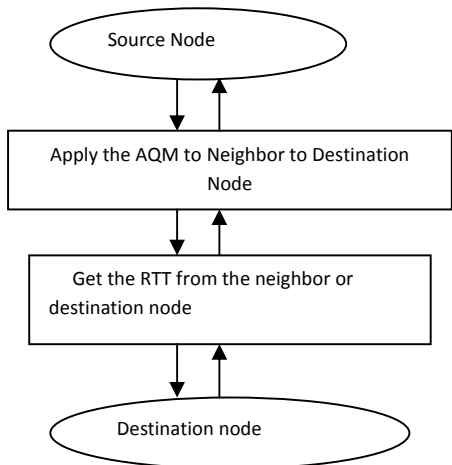 Source Node
Apply the AQM to Neighbor to Destination
Node
Get the RTT from the neighbor or
destination node
Destination node